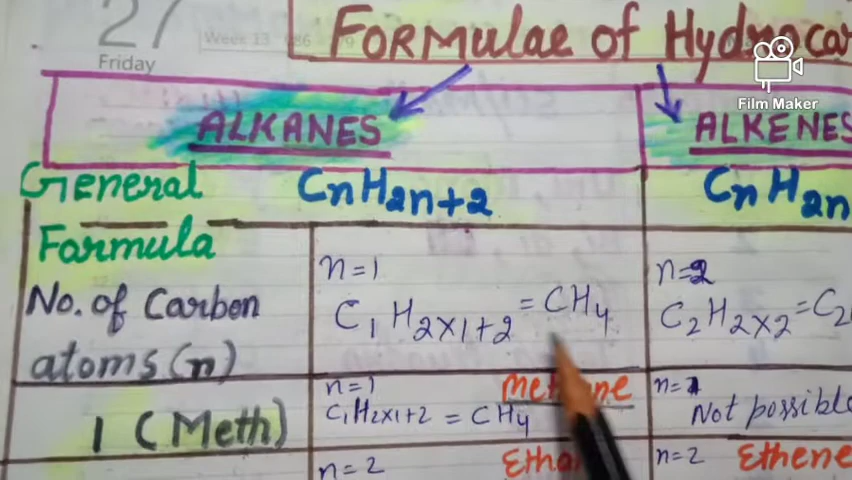 27
Friday
Week 13
FORMULAE OF Hydrocar
Film Maker
ALKANES
ALKENES
General
Formula
CnH2n+2
CnH2n
No. of Carbon
atoms (n)
n=1
C1H2x1+2 = CH4
n=2
C2H2x2=C2
1 (Meth)
n=1
Methane
C1H2x1+2 = CH4
n=1
Not possible
n=2
n=2
Ethene